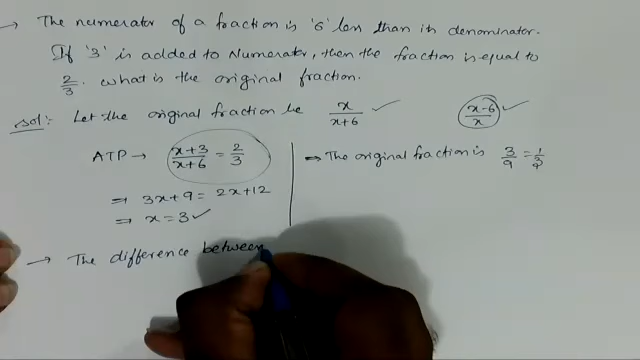 → The numerator of a fraction is '6' less than its denominator.
If '3' is added to Numerator, then the fraction is equal to
2/3. what is the original fraction.
Sol: Let the original fraction be x/(x+6) ✓ (x-6)/x ✓
ATP → (x+3)/(x+6) = 2/3
⇒ 3x+9 = 2x+12
⇒ x = 3 ✓
⇒ The original fraction is 3/9 = 1/3
→ The difference between